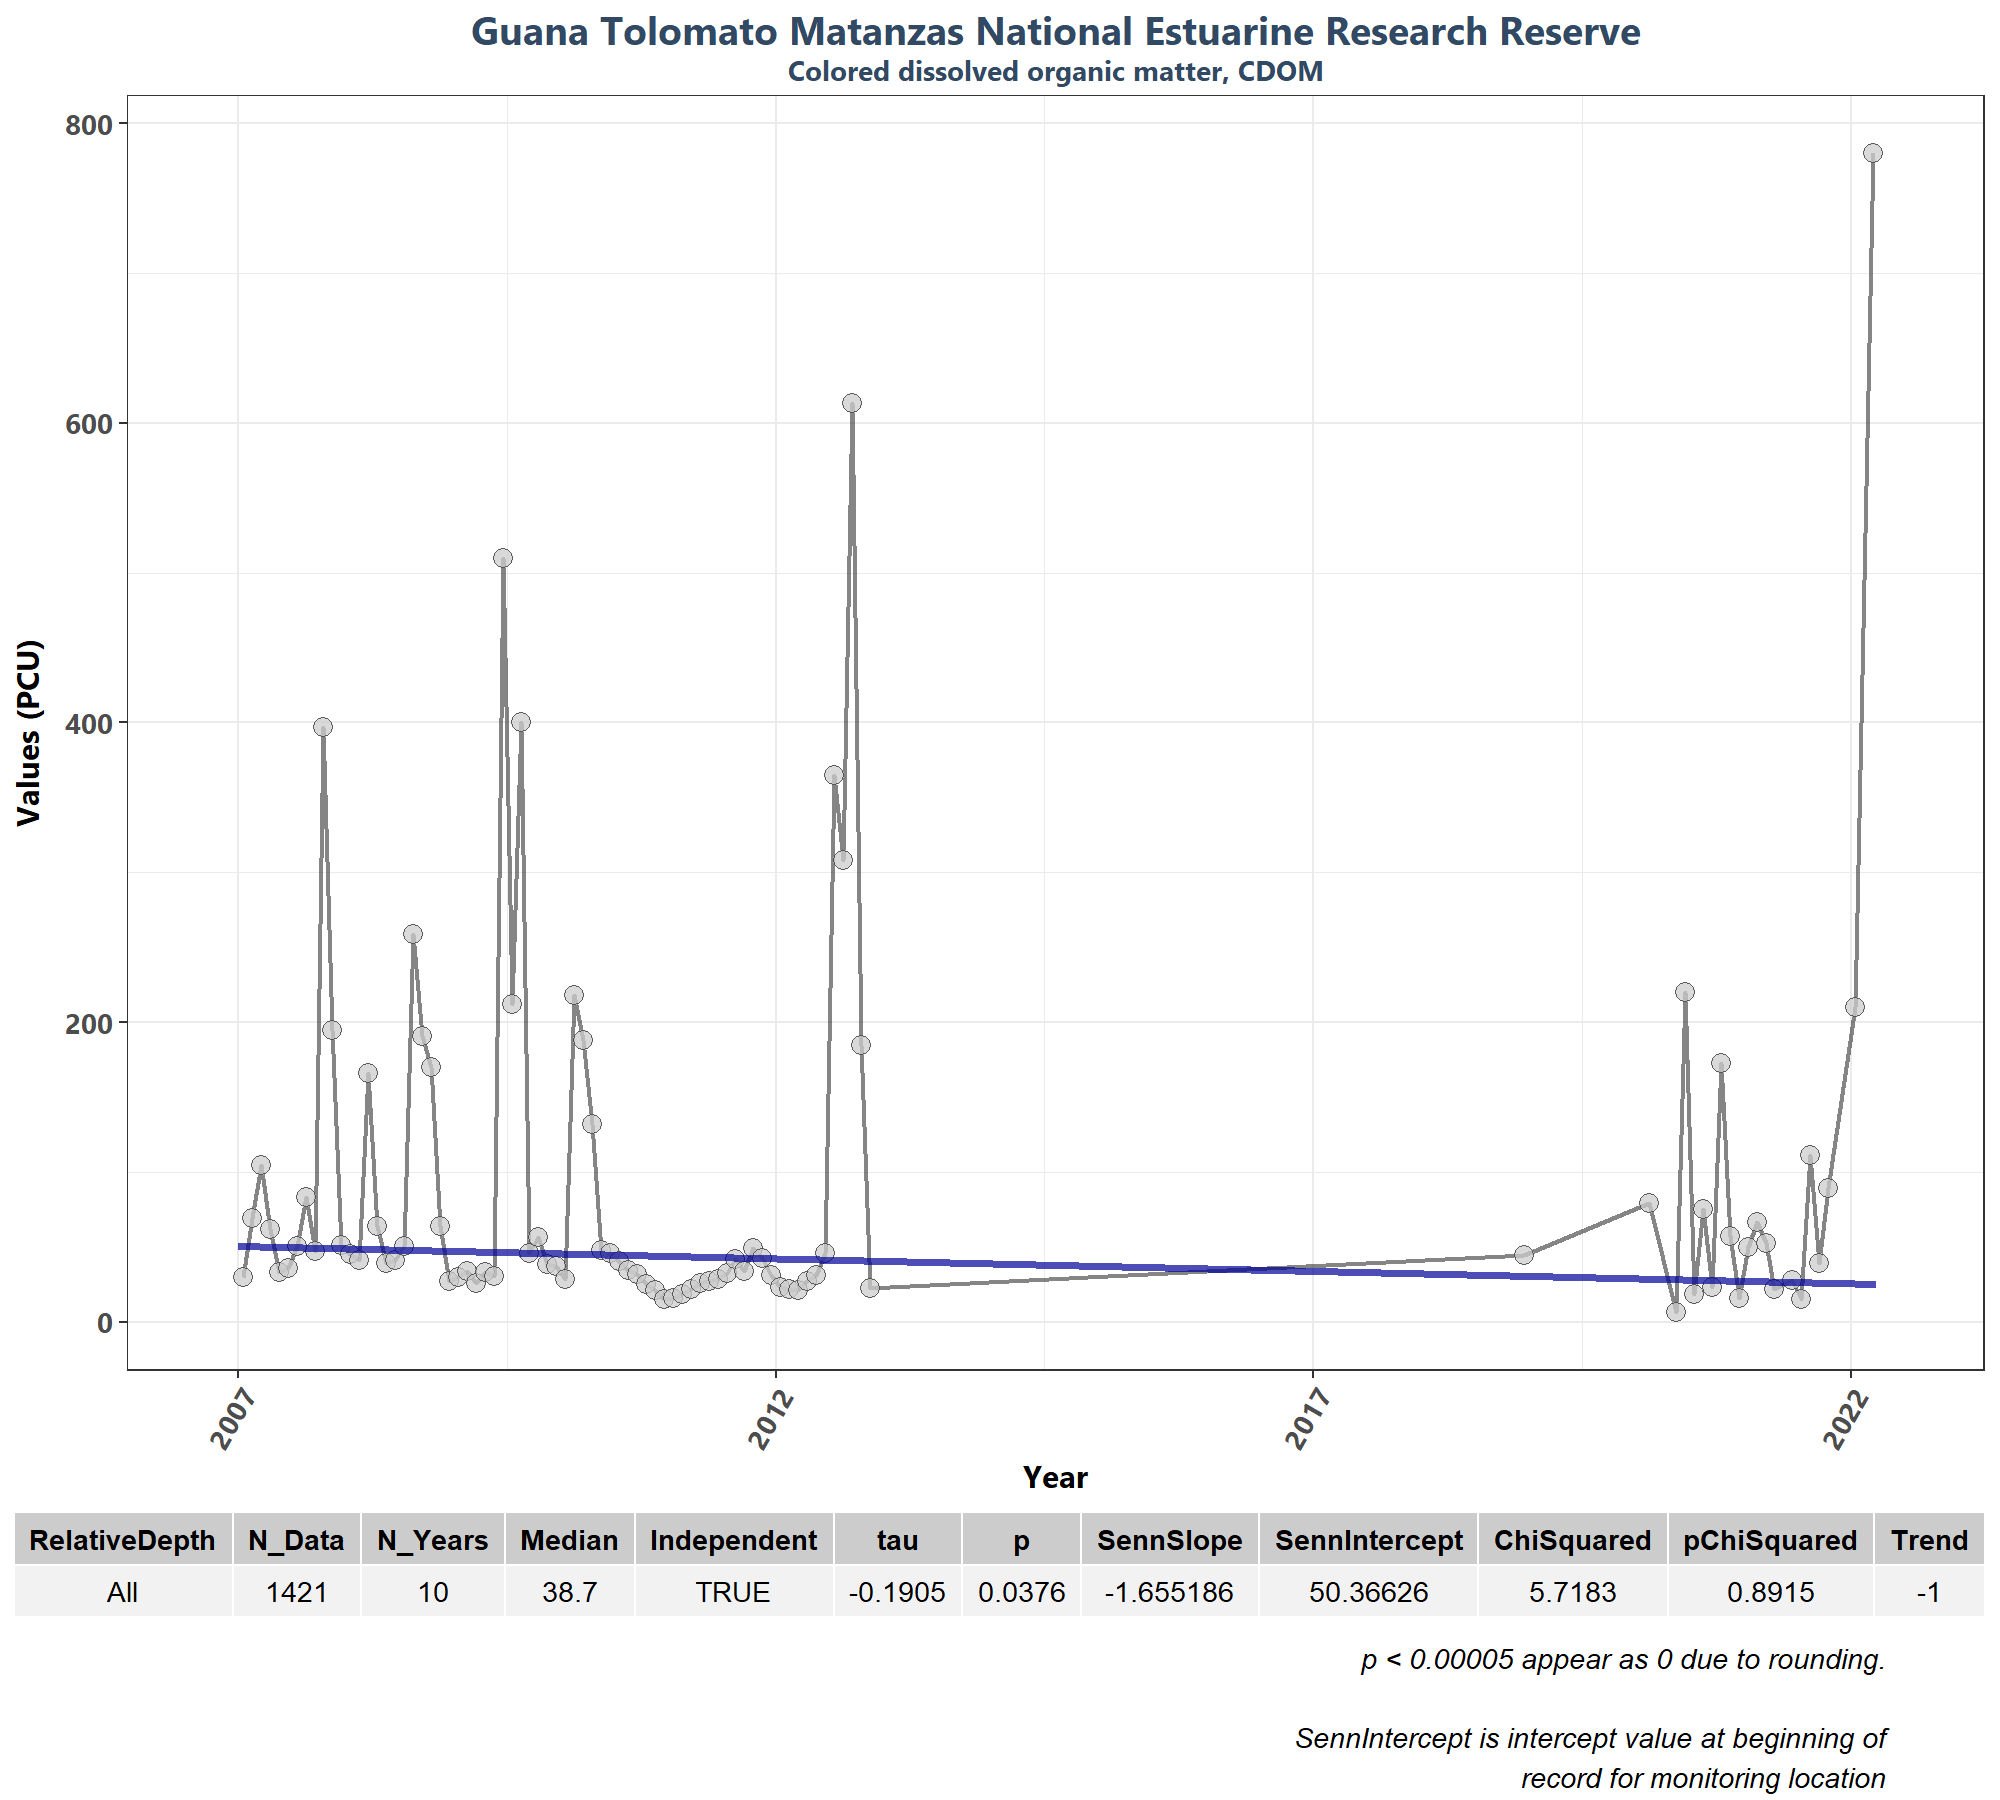 Guana Tolomato Matanzas National Estuarine Research Reserve
Colored dissolved organic matter, CDOM
800
600
400
200
0
Values (PCU)
2007 2012 2017 2022
Year
RelativeDepth N_Data N_Years Median Independent tau p SennSlope SennIntercept ChiSquared pChiSquared Trend
All 1421 10 38.7 TRUE -0.1905 0.0376 -1.655186 50.36626 5.7183 0.8915 -1
p < 0.00005 appear as 0 due to rounding.
SennIntercept is intercept value at beginning of
record for monitoring location